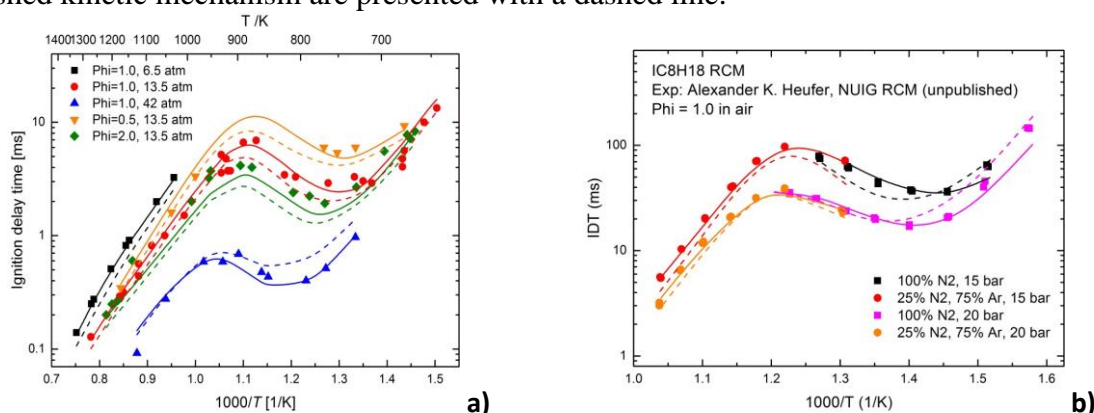 shed kinetic mechanism are presented with a dashed line.
T /K
1400 1300 1200 1100 1000 900 800 700
Phi=1.0, 6.5 atm
Phi=1.0, 13.5 atm
Phi=1.0, 42 atm
Phi=0.5, 13.5 atm
Phi=2.0, 13.5 atm
Ignition delay time [ms]
10
1
0.1
0.7 0.8 0.9 1.0 1.1 1.2 1.3 1.4 1.5
1000/T [1/K]
a)
IC8H18 RCM
Exp: Alexander K. Heufer, NUIG RCM (unpublished)
Phi = 1.0 in air
IDT (ms)
100
10
1
100% N2, 15 bar
25% N2, 75% Ar, 15 bar
100% N2, 20 bar
25% N2, 75% Ar, 20 bar
1.0 1.1 1.2 1.3 1.4 1.5 1.6
1000/T (1/K)
b)